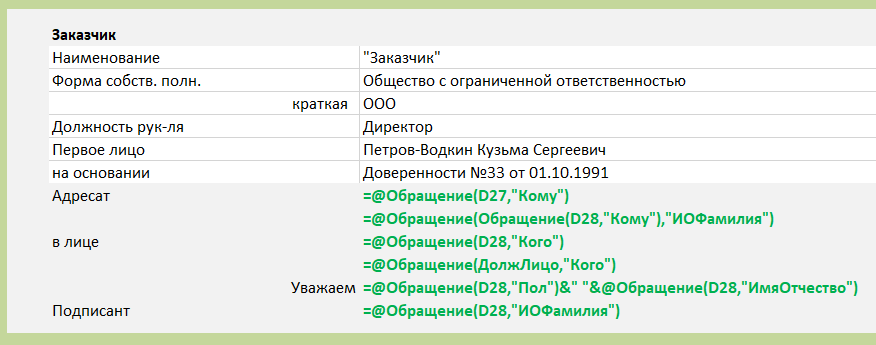 Заказчик
Наименование "Заказчик"
Форма собств. полн. Общество с ограниченной ответственностью
краткая ООО
Должность рук-ля Директор
Первое лицо Петров-Водкин Кузьма Сергеевич
на основании Доверенности №33 от 01.10.1991
Адресат =@Обращение(D27,"Кому")
=@Обращение(Обращение(D28,"Кому"),"ИОФамилия")
в лице =@Обращение(D28,"Кого")
=@Обращение(ДолжЛицо,"Кого")
Уважаем =@Обращение(D28,"Пол")&" "&@Обращение(D28,"ИмяОтчество")
Подписант =@Обращение(D28,"ИОФамилия")